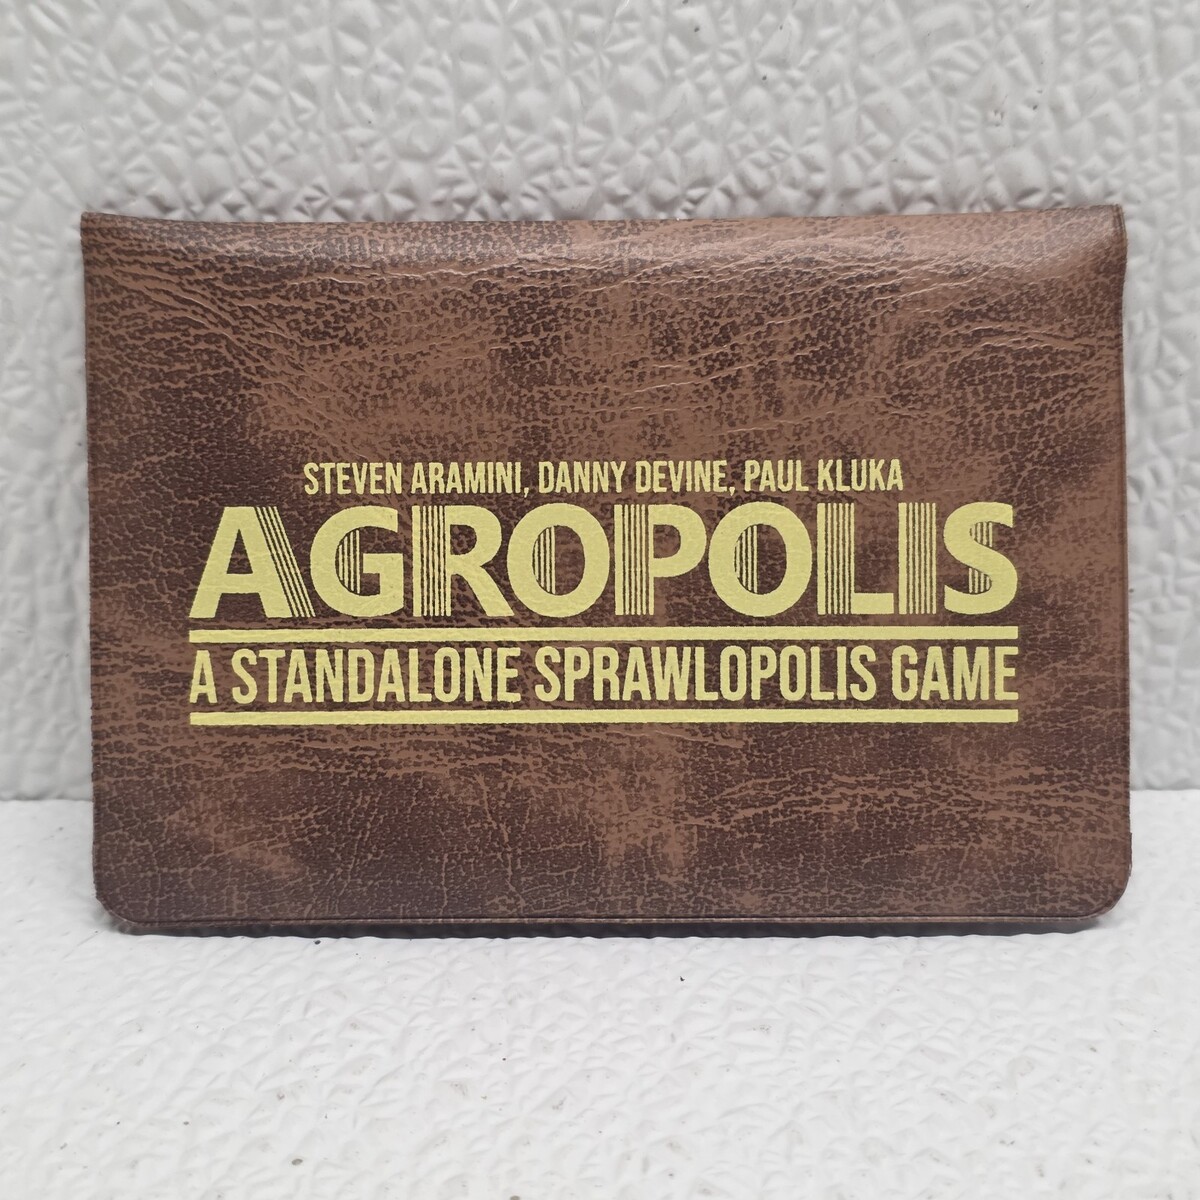 STEVEN ARAMINI, DANNY DEVINE, PAUL KLUKA
AGROPOLIS
A STANDALONE SPRAWLOPOLIS GAME